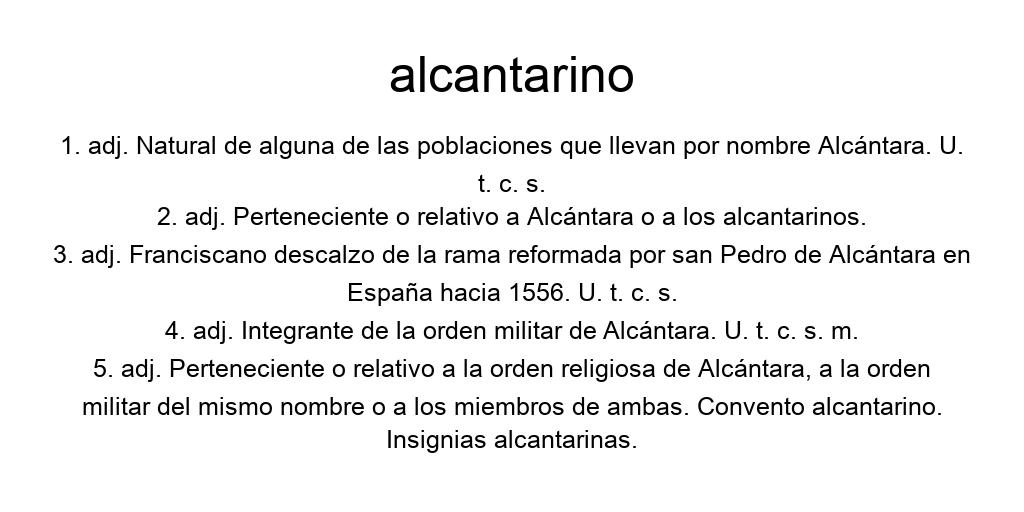 alcantarino
1. adj. Natural de alguna de las poblaciones que llevan por nombre Alcántara. U.
t. c. s.
2. adj. Perteneciente o relativo a Alcántara o a los alcantarinos.
3. adj. Franciscano descalzo de la rama reformada por san Pedro de Alcántara en
España hacia 1556. U. t. c. s.
4. adj. Integrante de la orden militar de Alcántara. U. t. c. s. m.
5. adj. Perteneciente o relativo a la orden religiosa de Alcántara, a la orden
militar del mismo nombre o a los miembros de ambas. Convento alcantarino.
Insignias alcantarinas.